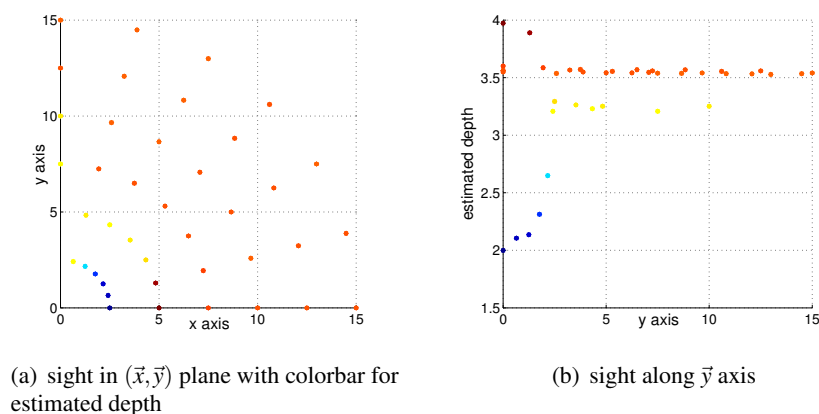 15
10
5
0
y axis
0
5
10
15
x axis
4
3.5
3
2.5
2
1.5
estimated depth
0
5
10
15
y axis
(a) sight in (x⃗,y⃗) plane with colorbar for
estimated depth
(b) sight along y⃗ axis